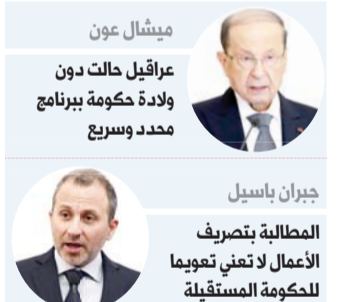 ميشال عون
عراقيل حالت دون
ولادة حكومة ببرنامج
محدد وسريع
جبران باسيل
المطالبة بتصريف
الأعمال لا تعني تعويما
للحكومة المستقيلة